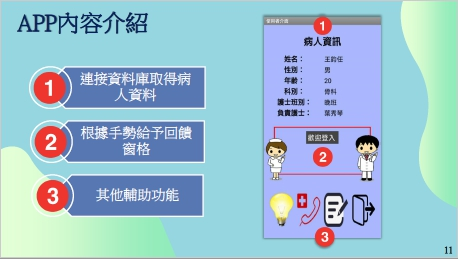 APP內容介紹
1
連接資料庫取得病
人資料
2
根據手勢給予回饋
窗格
3
其他輔助功能
1
病人資訊
姓名： 王鈞任
性別： 男
年齡： 20
科別： 骨科
護士班別： 晚班
負責護士： 葉秀琴
歡迎登入
2
3
11